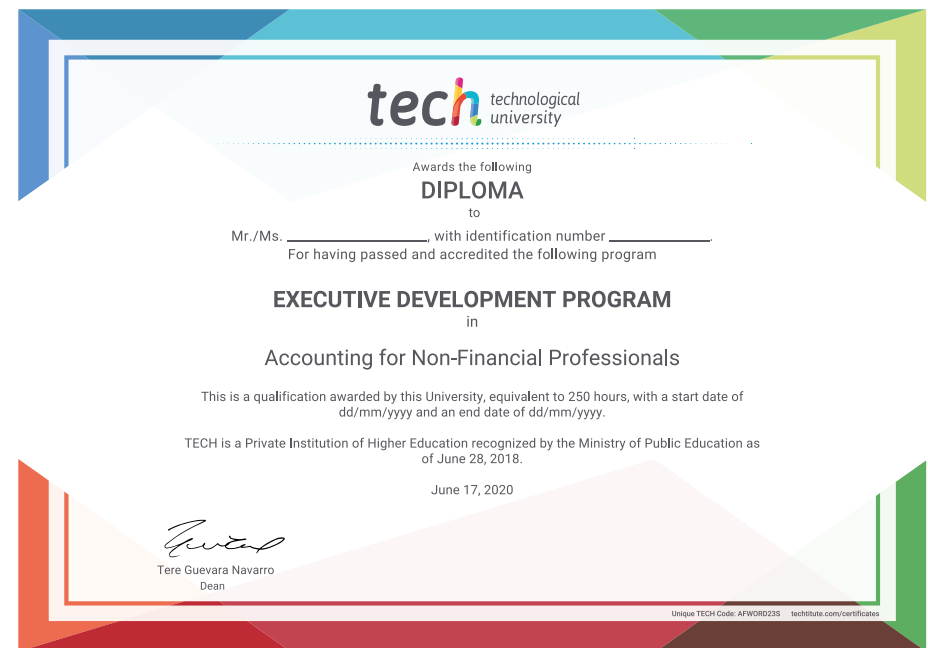 tech technological
university
Awards the following
DIPLOMA
to
Mr./Ms. ____________________, with identification number ______________.
For having passed and accredited the following program
EXECUTIVE DEVELOPMENT PROGRAM
in
Accounting for Non-Financial Professionals
This is a qualification awarded by this University, equivalent to 250 hours, with a start date of
dd/mm/yyyy and an end date of dd/mm/yyyy.
TECH is a Private Institution of Higher Education recognized by the Ministry of Public Education as
of June 28, 2018.
June 17, 2020
Tere Guevara Navarro
Dean
Unique TECH Code: AFWORD23S techtitute.com/certificates